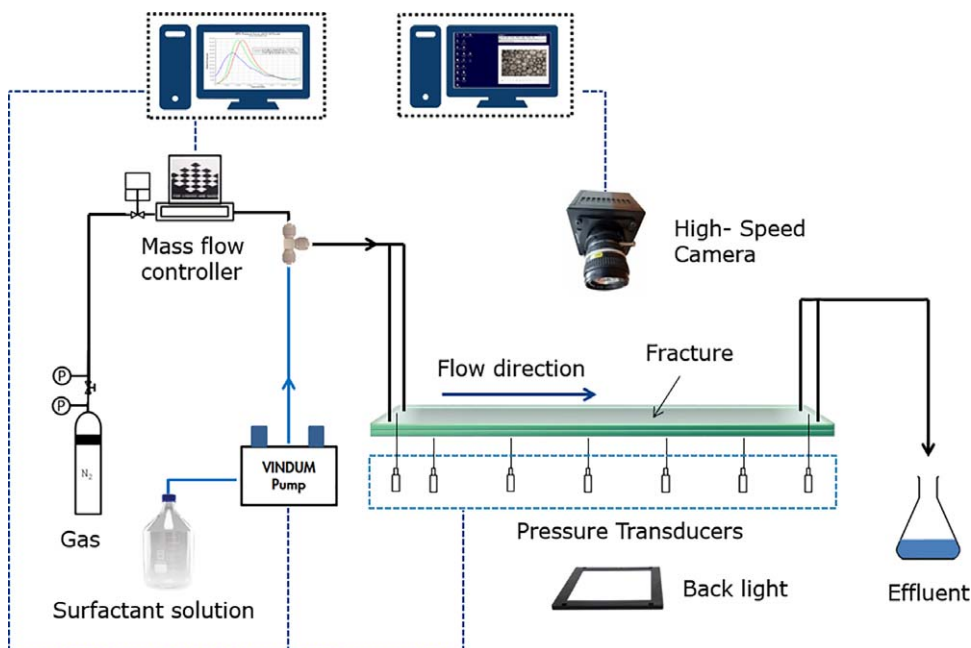 Mass flow
controller
High- Speed
Camera
Flow direction
Fracture
P
P
N2
VINDUM
Pump
Gas
Pressure Transducers
Surfactant solution
Back light
Effluent